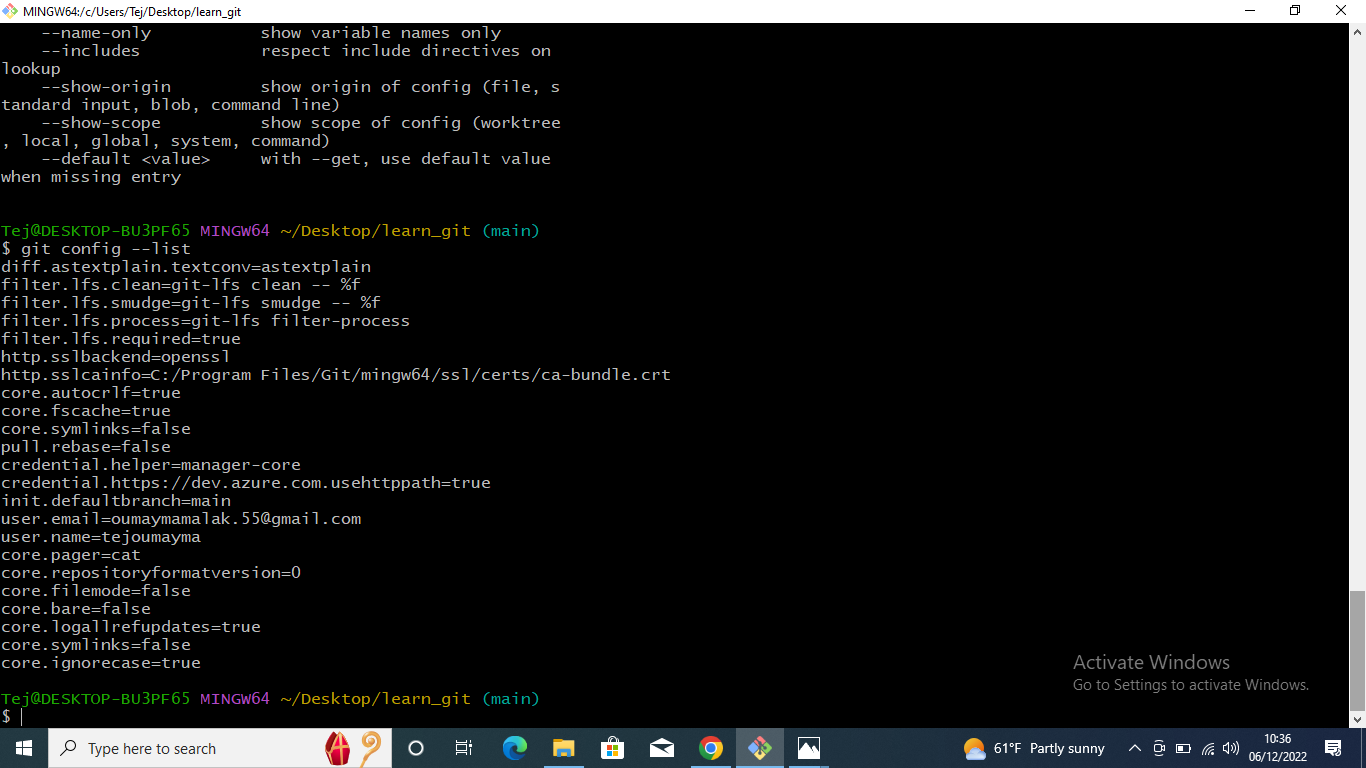 MINGW64:/c/Users/Tej/Desktop/learn_git
--name-only show variable names only
--includes respect include directives on
lookup
--show-origin show origin of config (file, s
tandard input, blob, command line)
--show-scope show scope of config (worktree
, local, global, system, command)
--default <value> with --get, use default value
when missing entry
Tej@DESKTOP-BU3PF65 MINGW64 ~/Desktop/learn_git (main)
$ git config --list
diff.astextplain.textconv=astextplain
filter.lfs.clean=git-lfs clean -- %f
filter.lfs.smudge=git-lfs smudge -- %f
filter.lfs.process=git-lfs filter-process
filter.lfs.required=true
http.sslbackend=openssl
http.sslcainfo=C:/Program Files/Git/mingw64/ssl/certs/ca-bundle.crt
core.autocrlf=true
core.fscache=true
core.symlinks=false
pull.rebase=false
credential.helper=manager-core
credential.https://dev.azure.com.usehttppath=true
init.defaultbranch=main
user.email=oumaymamalak.55@gmail.com
user.name=tejoumayma
core.pager=cat
core.repositoryformatversion=0
core.filemode=false
core.bare=false
core.logallrefupdates=true
core.symlinks=false
core.ignorecase=true
Tej@DESKTOP-BU3PF65 MINGW64 ~/Desktop/learn_git (main)
$
Activate Windows
Go to Settings to activate Windows.
Type here to search
61°F Partly sunny
10:36
06/12/2022